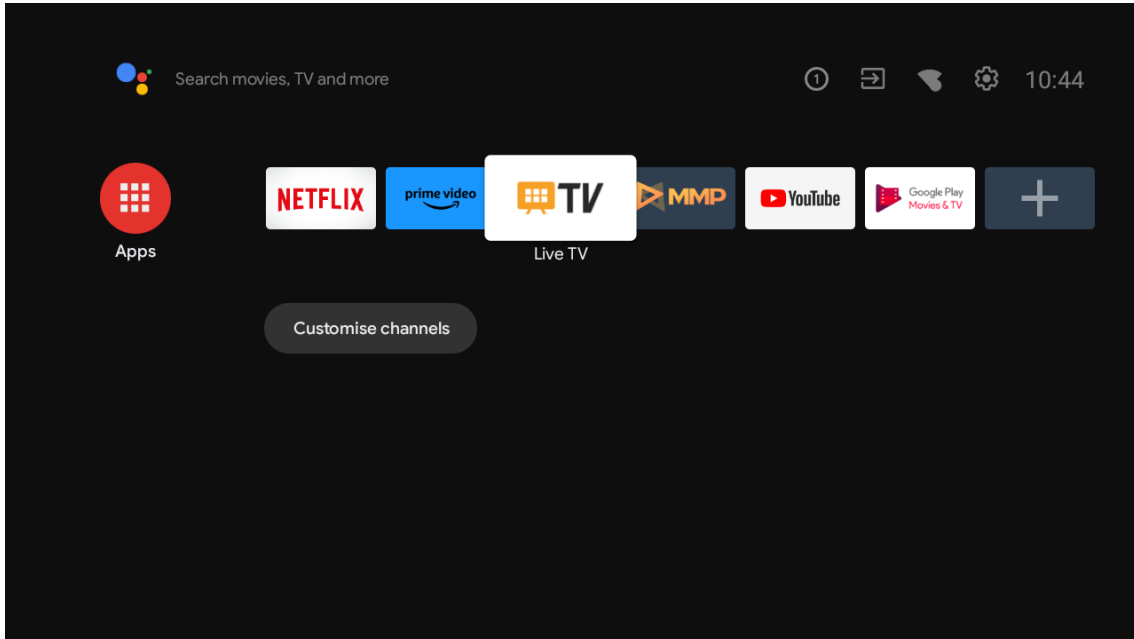 Search movies, TV and more
1
10:44
NETFLIX
prime video
TV
MMP
YouTube
Google Play
Movies & TV
Apps
Live TV
Customise channels